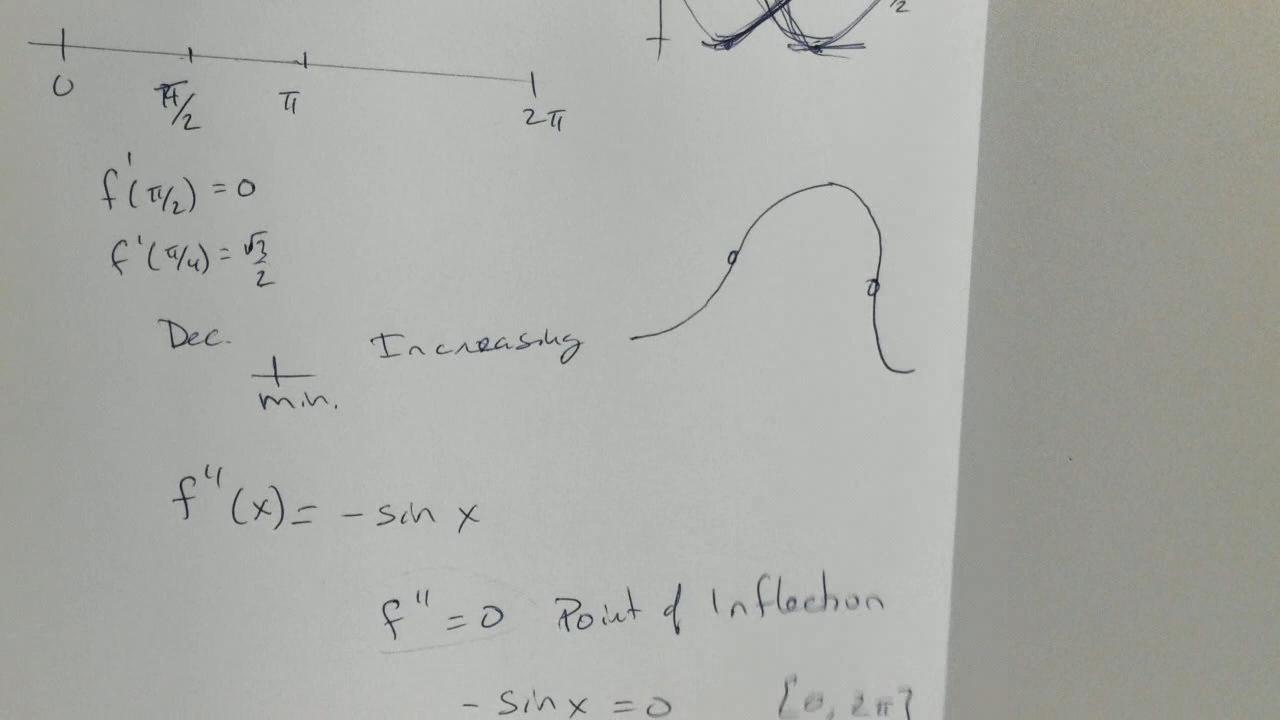 /2
0 π/2 π 2π
f'(π/2) = 0
f'(π/4) = √3/2
Dec. Increasing
min.
f''(x) = - sin x
f'' = 0 Point of Inflection
- sin x = 0 [0, 2π]